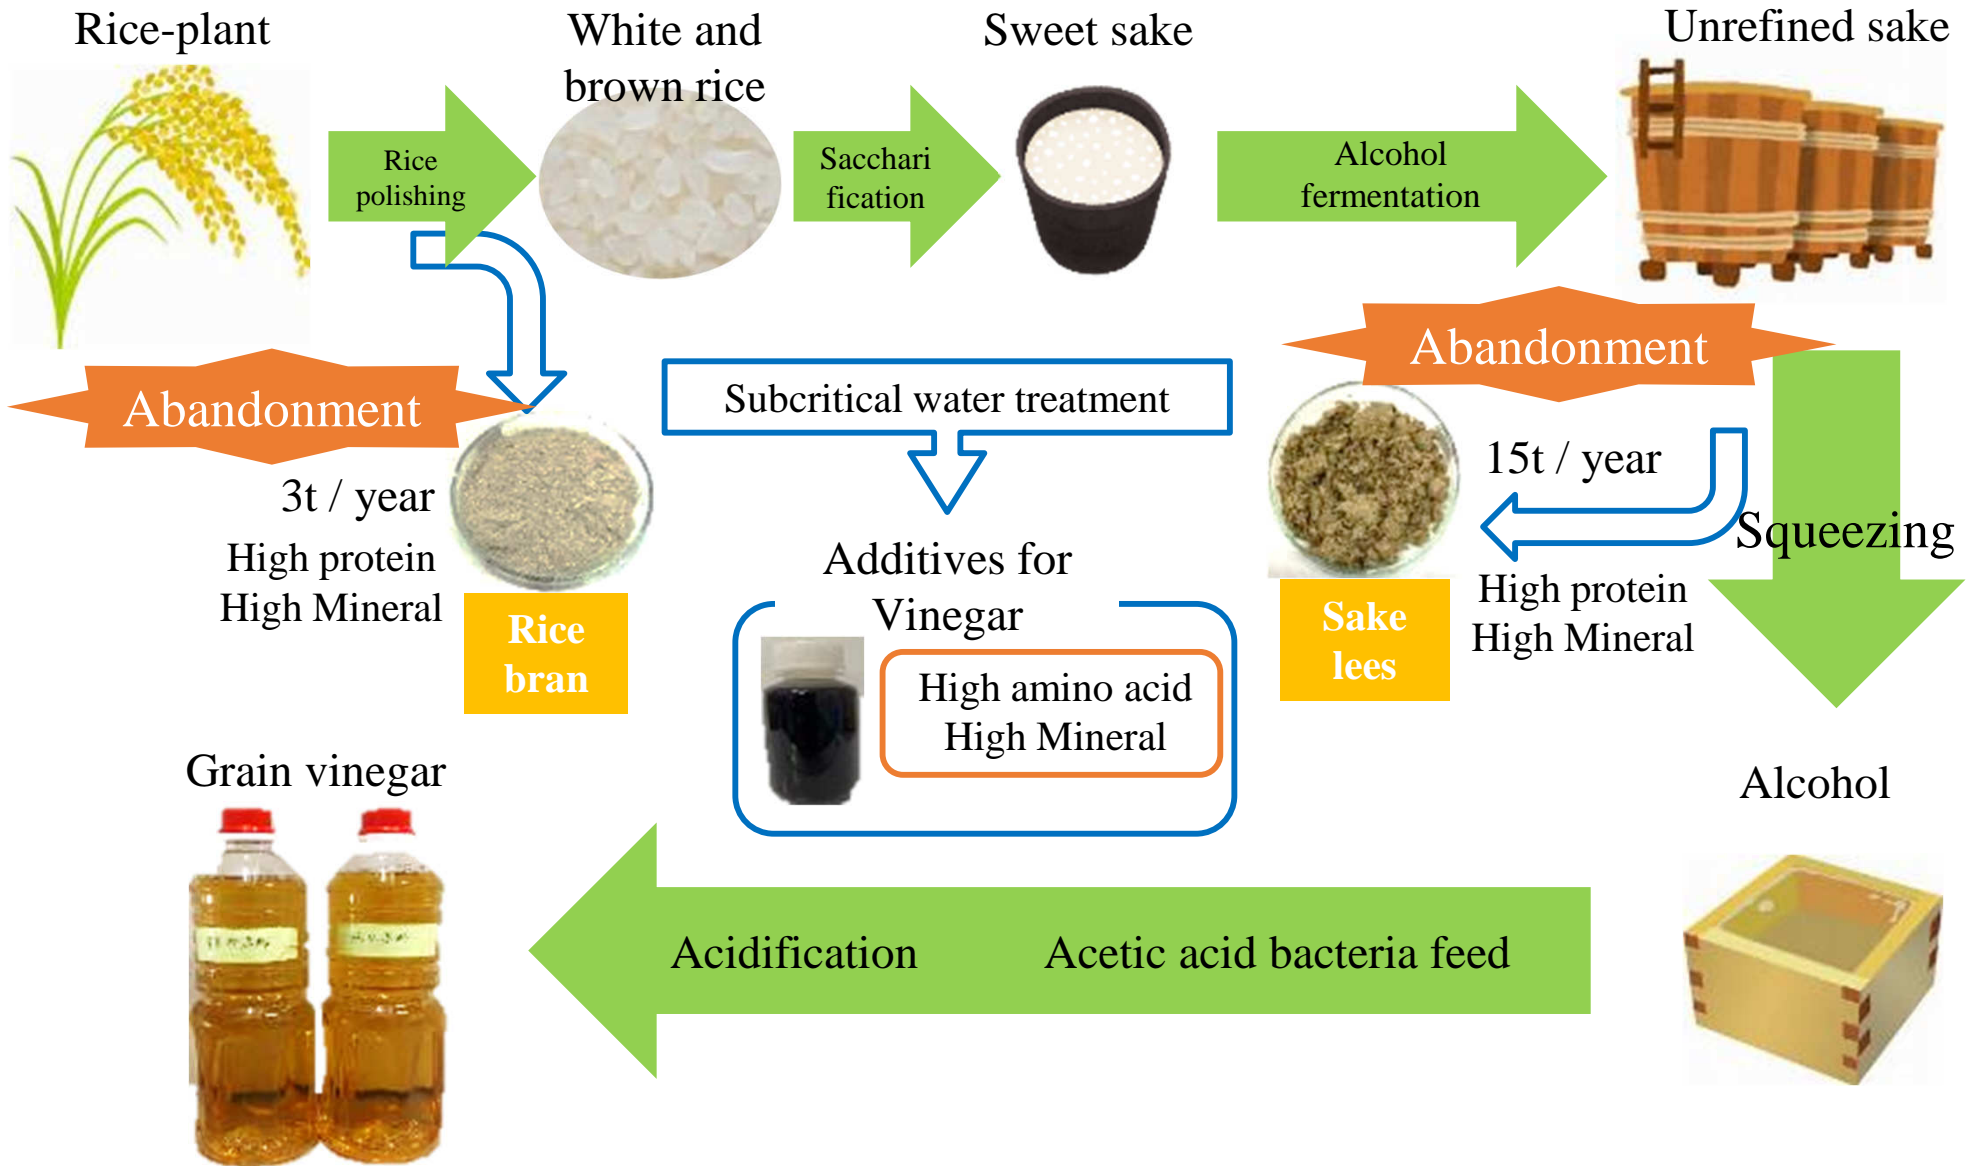 Rice-plant
White and
brown rice
Sweet sake
Unrefined sake
Rice
polishing
Sacchari
fication
Alcohol
fermentation
Abandonment
Abandonment
Subcritical water treatment
3t / year
High protein
High Mineral
Rice
bran
15t / year
Squeezing
High protein
High Mineral
Sake
lees
Additives for
Vinegar
High amino acid
High Mineral
Grain vinegar
Alcohol
Acidification
Acetic acid bacteria feed